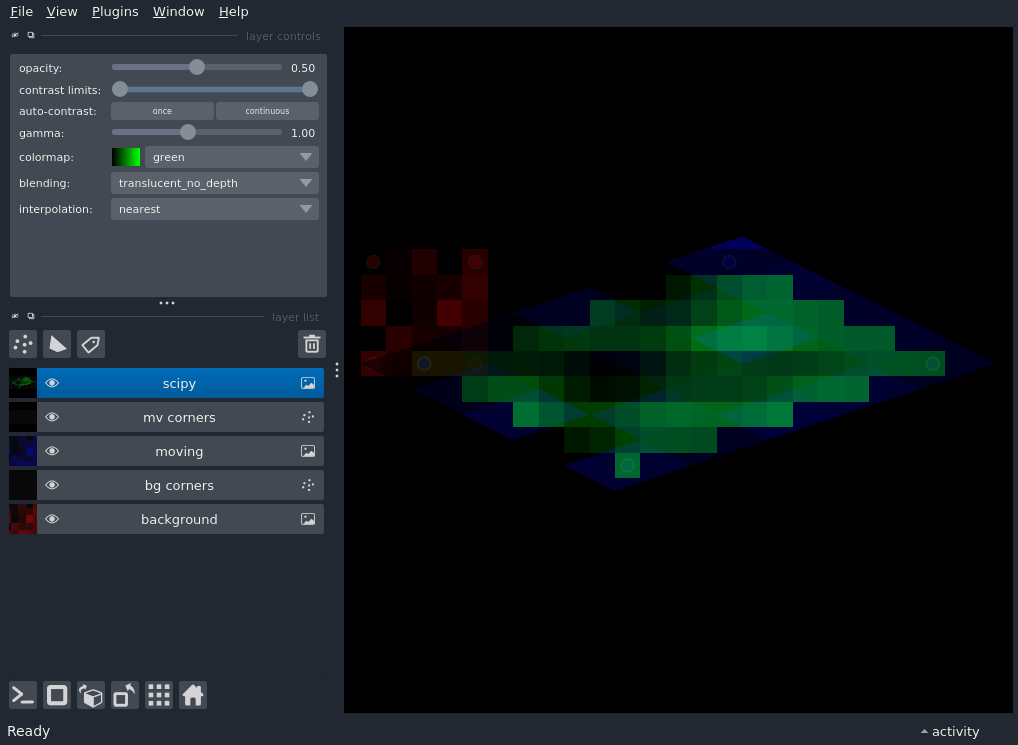 File View Plugins Window Help
layer controls
opacity: 0.50
contrast limits:
auto-contrast: once continuous
gamma: 1.00
colormap: green
blending: translucent_no_depth
interpolation: nearest
layer list
scipy
mv corners
moving
bg corners
background
Ready activity